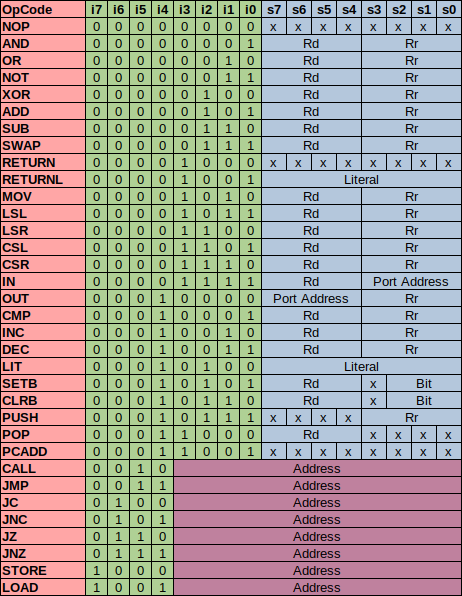 OpCode i7 i6 i5 i4 i3 i2 i1 i0 s7 s6 s5 s4 s3 s2 s1 s0
NOP 0 0 0 0 0 0 0 0 x x x x x x x x
AND 0 0 0 0 0 0 0 1 Rd Rr
OR 0 0 0 0 0 0 1 0 Rd Rr
NOT 0 0 0 0 0 0 1 1 Rd Rr
XOR 0 0 0 0 0 1 0 0 Rd Rr
ADD 0 0 0 0 0 1 0 1 Rd Rr
SUB 0 0 0 0 0 1 1 0 Rd Rr
SWAP 0 0 0 0 0 1 1 1 Rd Rr
RETURN 0 0 0 0 1 0 0 0 x x x x x x x x
RETURNL 0 0 0 0 1 0 0 1 Literal
MOV 0 0 0 0 1 0 1 0 Rd Rr
LSL 0 0 0 0 1 0 1 1 Rd Rr
LSR 0 0 0 0 1 1 0 0 Rd Rr
CSL 0 0 0 0 1 1 0 1 Rd Rr
CSR 0 0 0 0 1 1 1 0 Rd Rr
IN 0 0 0 0 1 1 1 1 Rd Port Address
OUT 0 0 0 1 0 0 0 0 Port Address Rr
CMP 0 0 0 1 0 0 0 1 Rd Rr
INC 0 0 0 1 0 0 1 0 Rd Rr
DEC 0 0 0 1 0 0 1 1 Rd Rr
LIT 0 0 0 1 0 1 0 0 Literal
SETB 0 0 0 1 0 1 0 1 Rd x Bit
CLRB 0 0 0 1 0 1 1 0 Rd x Bit
PUSH 0 0 0 1 0 1 1 1 x x x x Rr
POP 0 0 0 1 1 0 0 0 Rd x x x x
PCADD 0 0 0 1 1 0 0 1 x x x x x x x x
CALL 0 0 1 0 Address
JMP 0 0 1 1 Address
JC 0 1 0 0 Address
JNC 0 1 0 1 Address
JZ 0 1 1 0 Address
JNZ 0 1 1 1 Address
STORE 1 0 0 0 Address
LOAD 1 0 0 1 Address